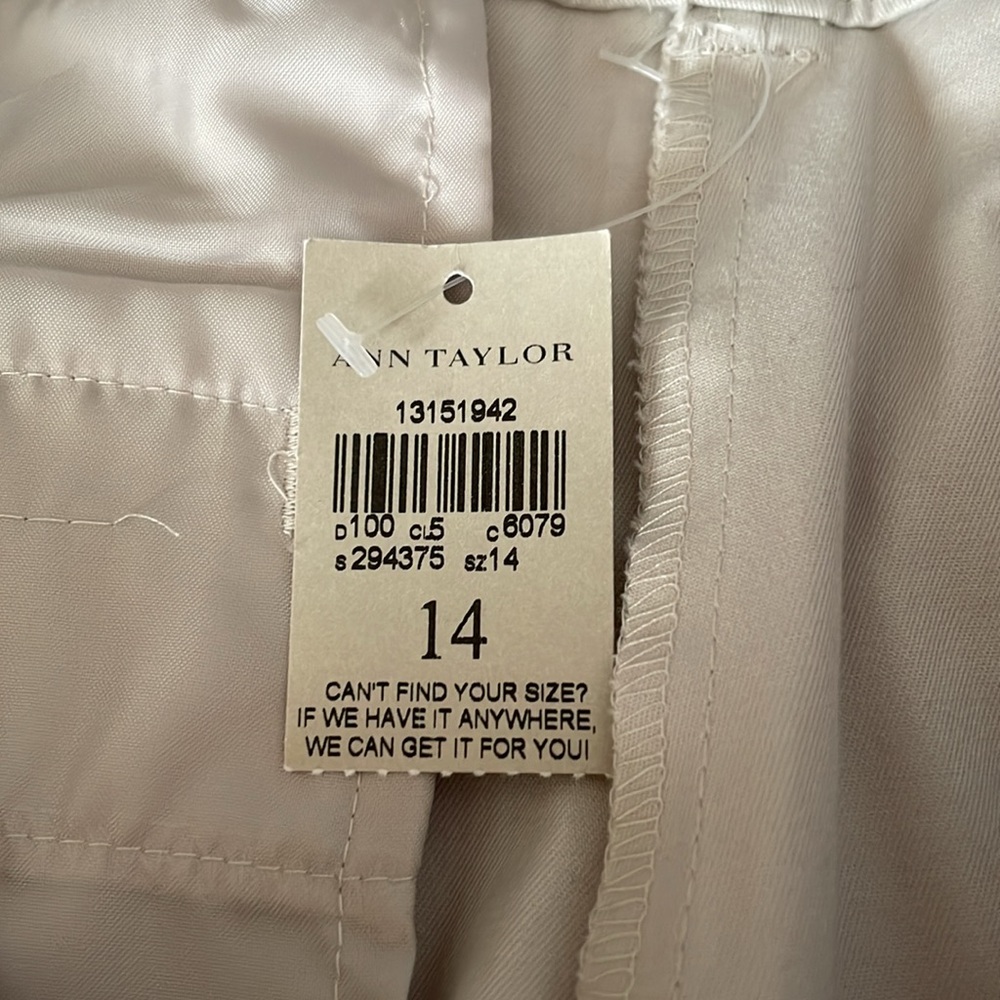 ANN TAYLOR
13151942
D100 CL5 C6079
S294375 SZ14
14
CAN'T FIND YOUR SIZE?
IF WE HAVE IT ANYWHERE,
WE CAN GET IT FOR YOU!